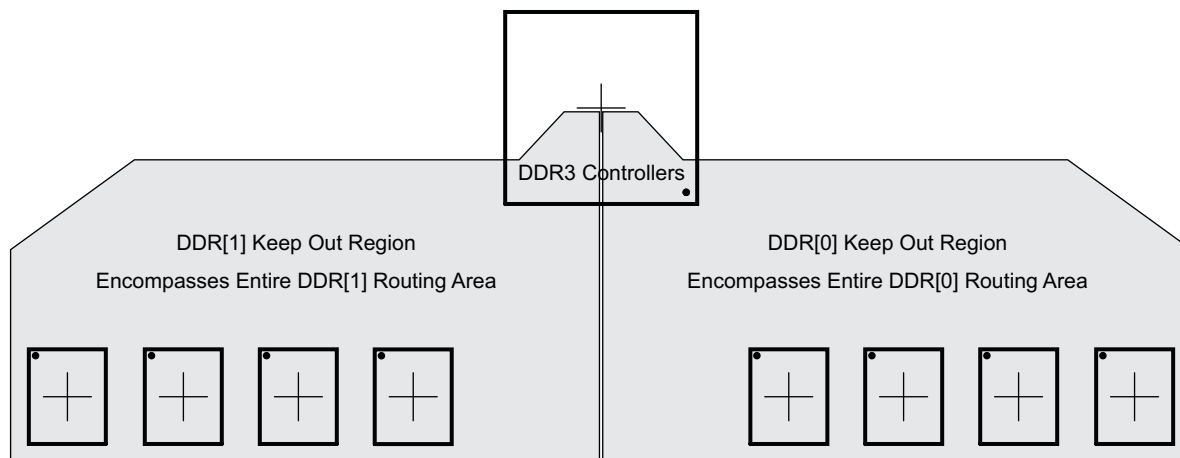 DDR3 Controllers
DDR[1] Keep Out Region
Encompasses Entire DDR[1] Routing Area
DDR[0] Keep Out Region
Encompasses Entire DDR[0] Routing Area